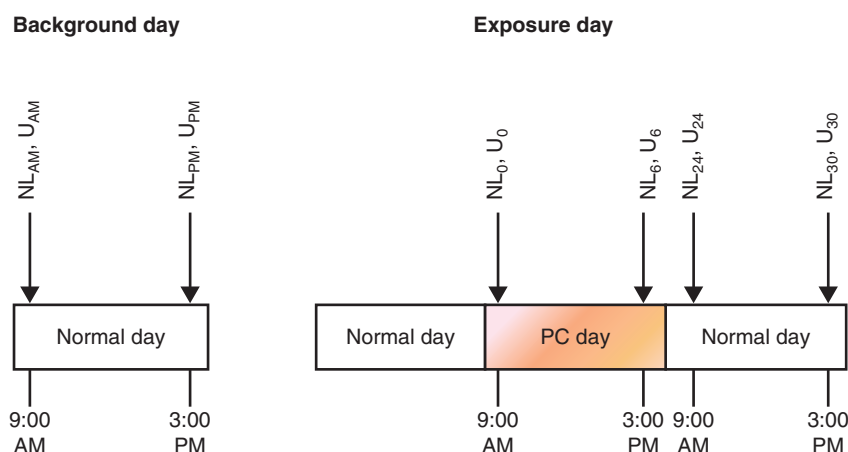 Background day
Exposure day
NL_AM, U_AM
NL_PM, U_PM
NL_0, U_0
NL_6, U_6
NL_24, U_24
NL_30, U_30
Normal day
Normal day
PC day
Normal day
9:00
AM
3:00
PM
9:00
AM
3:00
PM
9:00
AM
3:00
PM